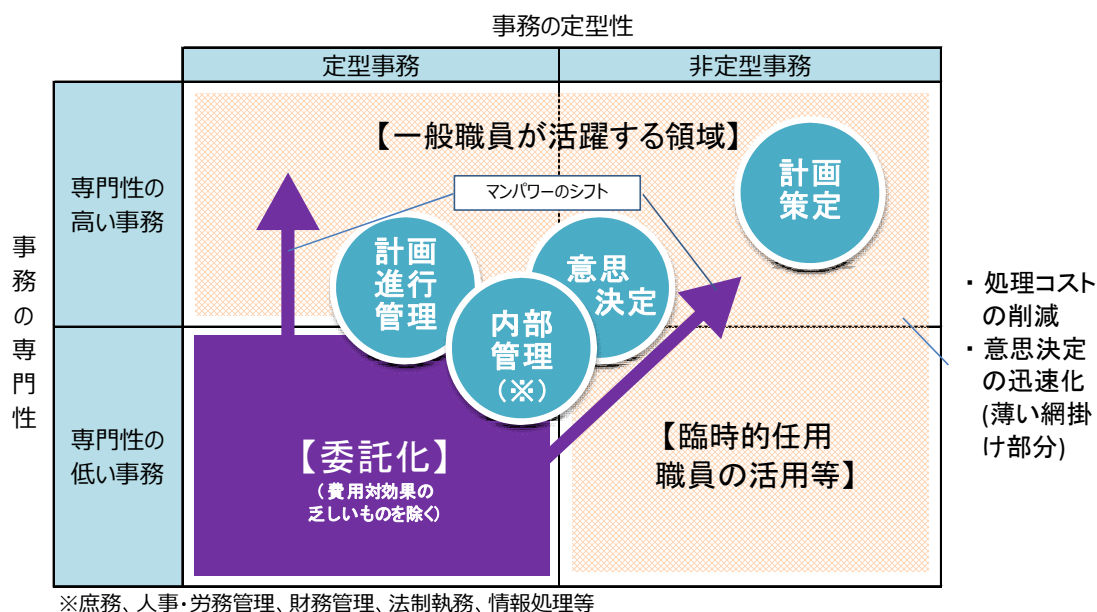 事務の定型性
定型事務
非定型事務
事務の専門性
専門性の
高い事務
専門性の
低い事務
【一般職員が活躍する領域】
マンパワーのシフト
計画
策定
計画
進行
管理
意思
決定
内部
管理
（※）
【委託化】
（費用対効果の
乏しいものを除く）
【臨時的任用
職員の活用等】
・処理コスト
の削減
・意思決定
の迅速化
(薄い網掛
け部分)
※庶務、人事・労務管理、財務管理、法制執務、情報処理等